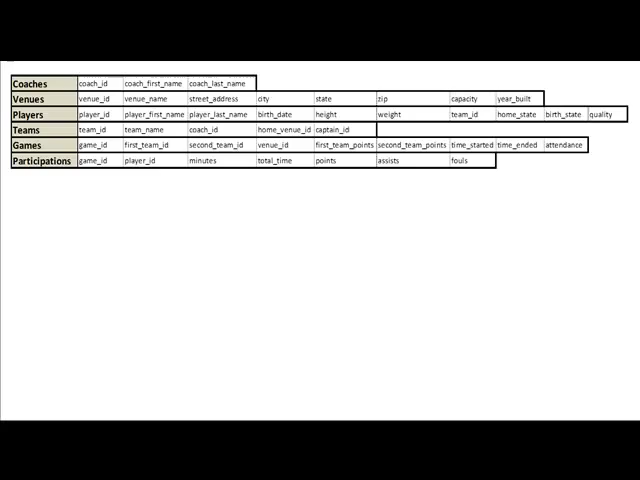 Coaches coach_id coach_first_name coach_last_name
Venues venue_id venue_name street_address city state zip capacity year_built
Players player_id player_first_name player_last_name birth_date height weight team_id home_state birth_state quality
Teams team_id team_name coach_id home_venue_id captain_id
Games game_id first_team_id second_team_id venue_id first_team_points second_team_points time_started time_ended attendance
Participations game_id player_id minutes total_time points assists fouls